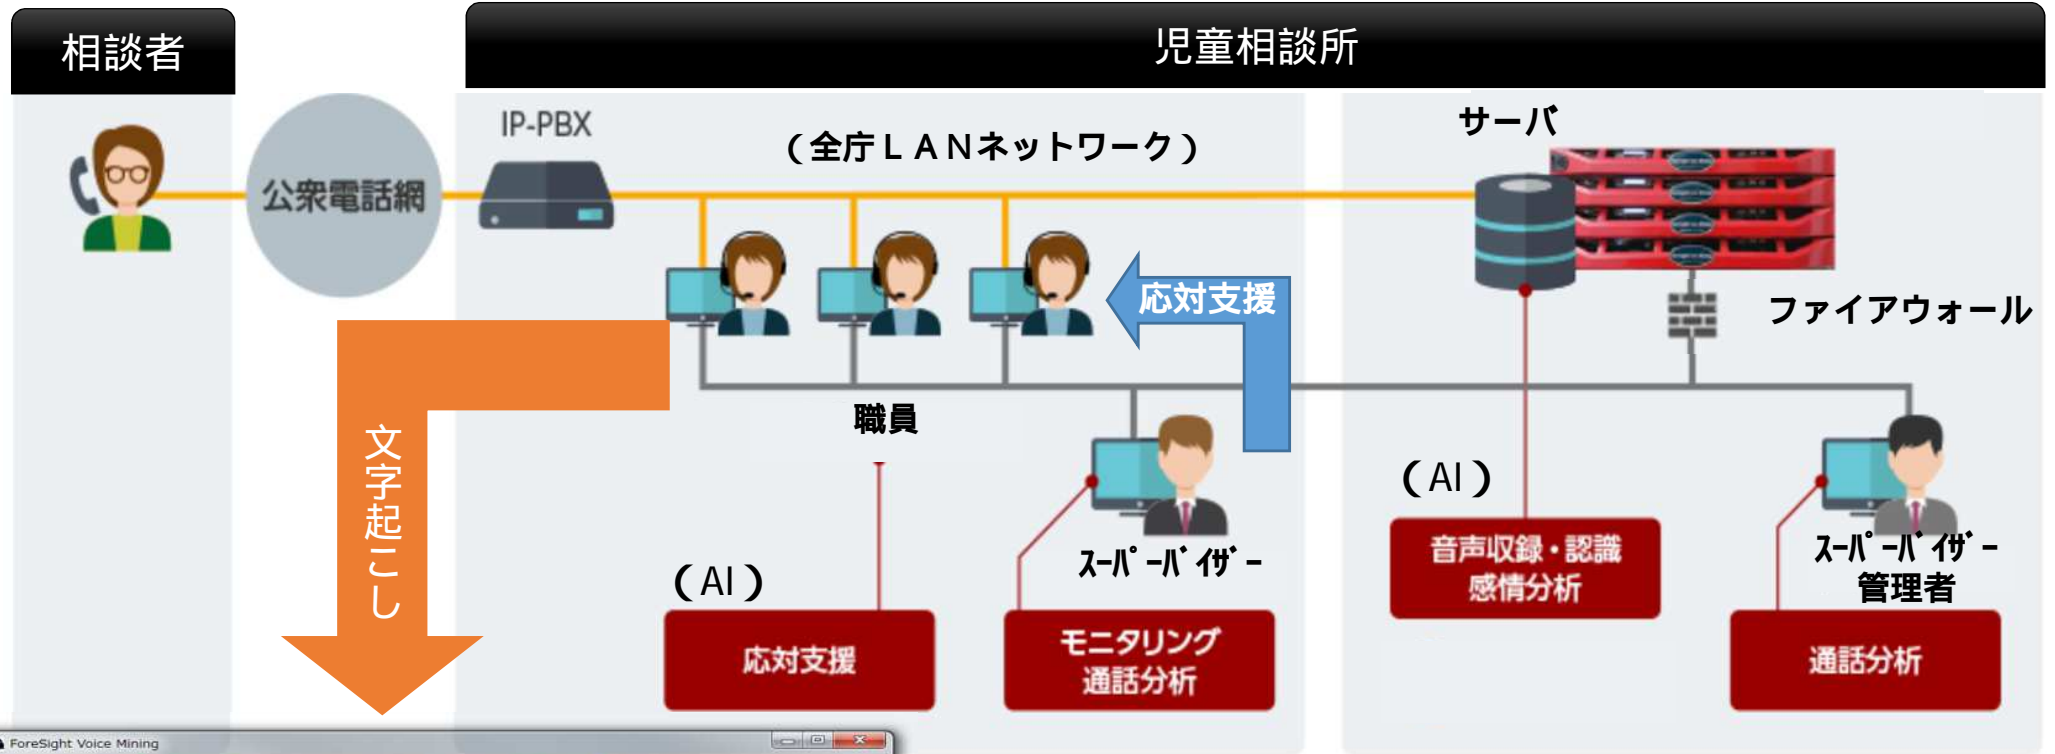 相談者
児童相談所
IP-PBX
（全庁ＬＡＮネットワーク）
サーバ
公衆電話網
応対支援
ファイアウォール
職員
文字起こし
（AI）
ｽｰﾊﾟｰﾊﾞｲｻﾞｰ
（AI）
音声収録・認識
感情分析
ｽｰﾊﾟｰﾊﾞｲｻﾞｰ
管理者
応対支援
モニタリング
通話分析
通話分析
ForeSight Voice Mining